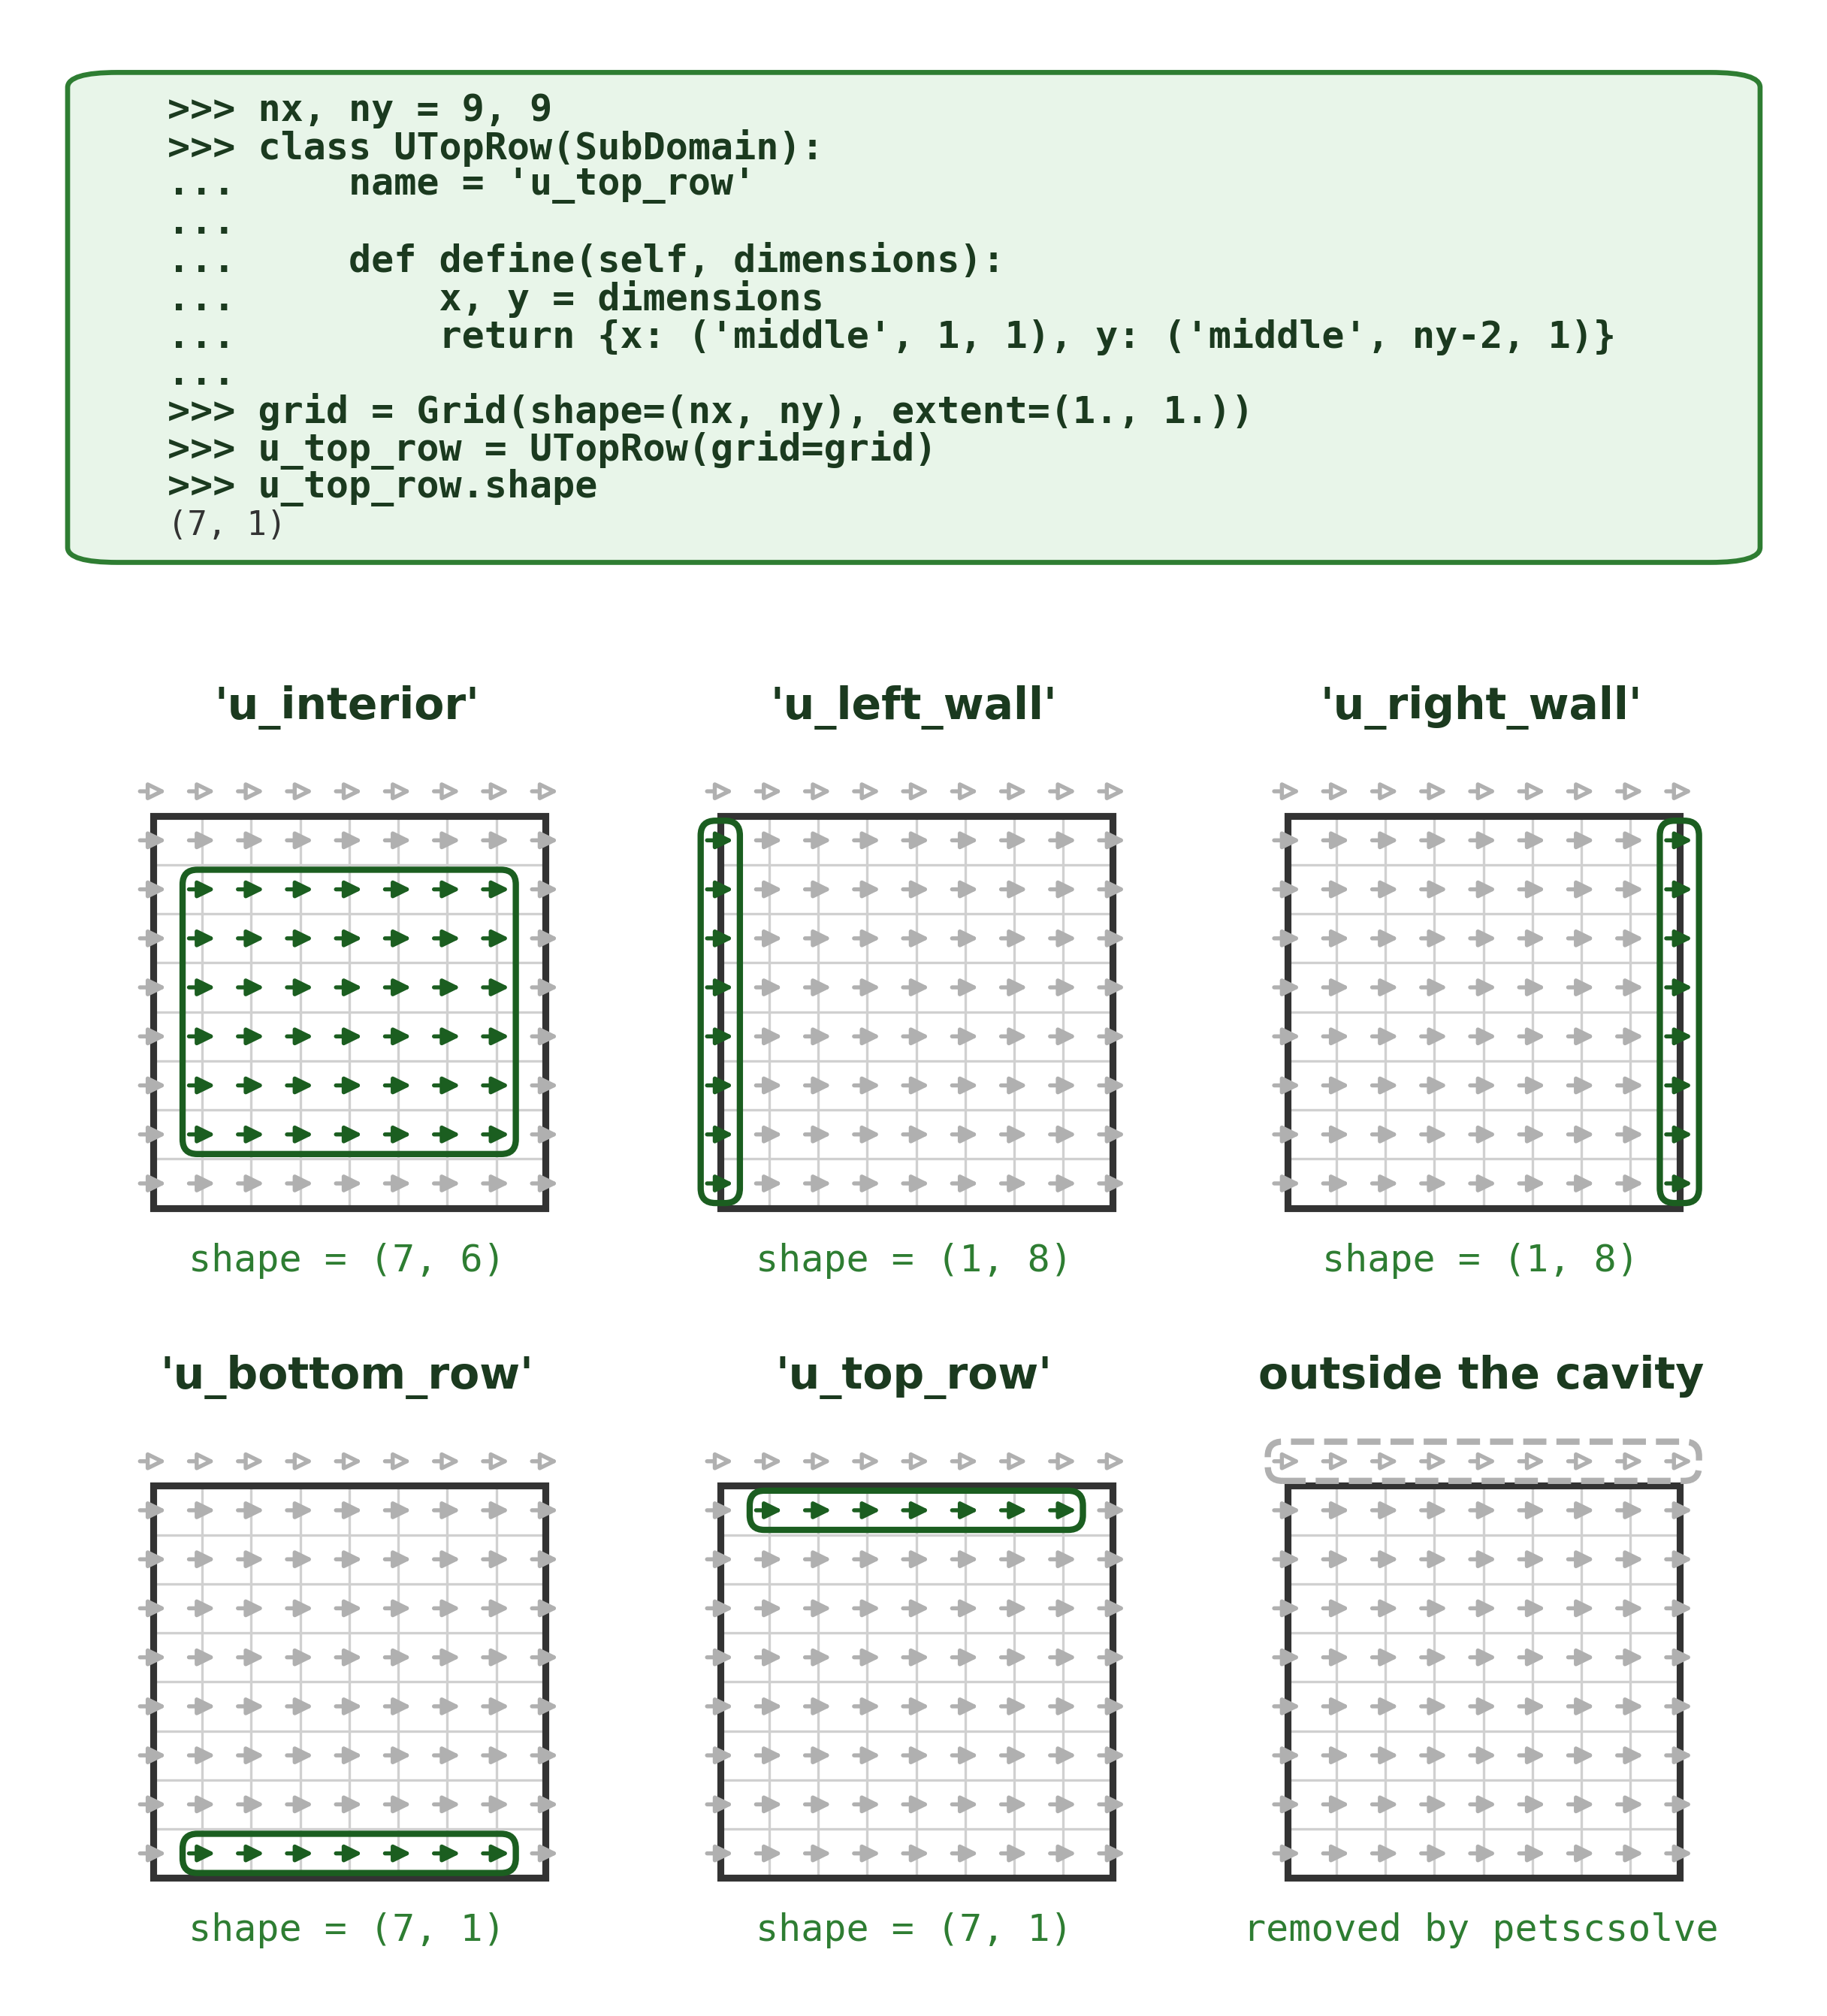 >>> nx, ny = 9, 9
>>> class UTopRow(SubDomain):
...     name = 'u_top_row'
...
...     def define(self, dimensions):
...         x, y = dimensions
...         return {x: ('middle', 1, 1), y: ('middle', ny-2, 1)}
...
>>> grid = Grid(shape=(nx, ny), extent=(1., 1.))
>>> u_top_row = UTopRow(grid=grid)
>>> u_top_row.shape
(7, 1)
'u_interior'
'u_left_wall'
'u_right_wall'
shape = (7, 6)
shape = (1, 8)
shape = (1, 8)
'u_bottom_row'
'u_top_row'
outside the cavity
shape = (7, 1)
shape = (7, 1)
removed by petscsolve